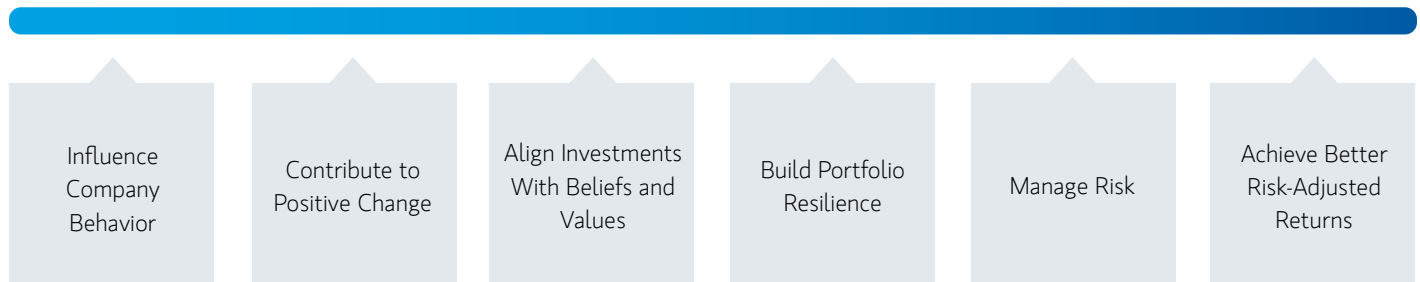 Influence
Company
Behavior
Contribute to
Positive Change
Align Investments
With Beliefs and
Values
Build Portfolio
Resilience
Manage Risk
Achieve Better
Risk-Adjusted
Returns